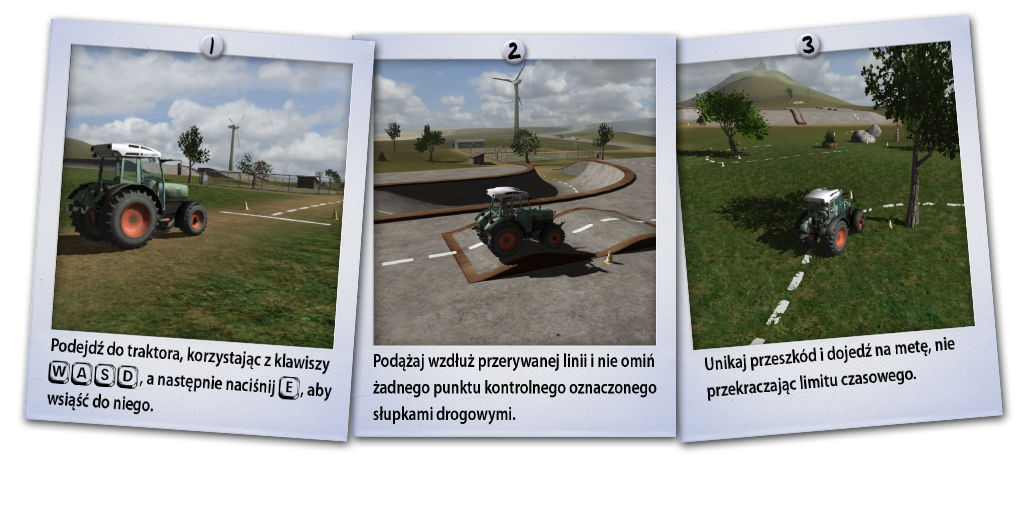 1
Podejdź do traktora, korzystając z klawiszy
W A S D, a następnie naciśnij E, aby
wsiąść do niego.
2
Podążaj wzdłuż przerywanej linii i nie omiń
żadnego punktu kontrolnego oznaczonego
słupkami drogowymi.
3
Unikaj przeszkód i dojedź na metę, nie
przekraczając limitu czasowego.